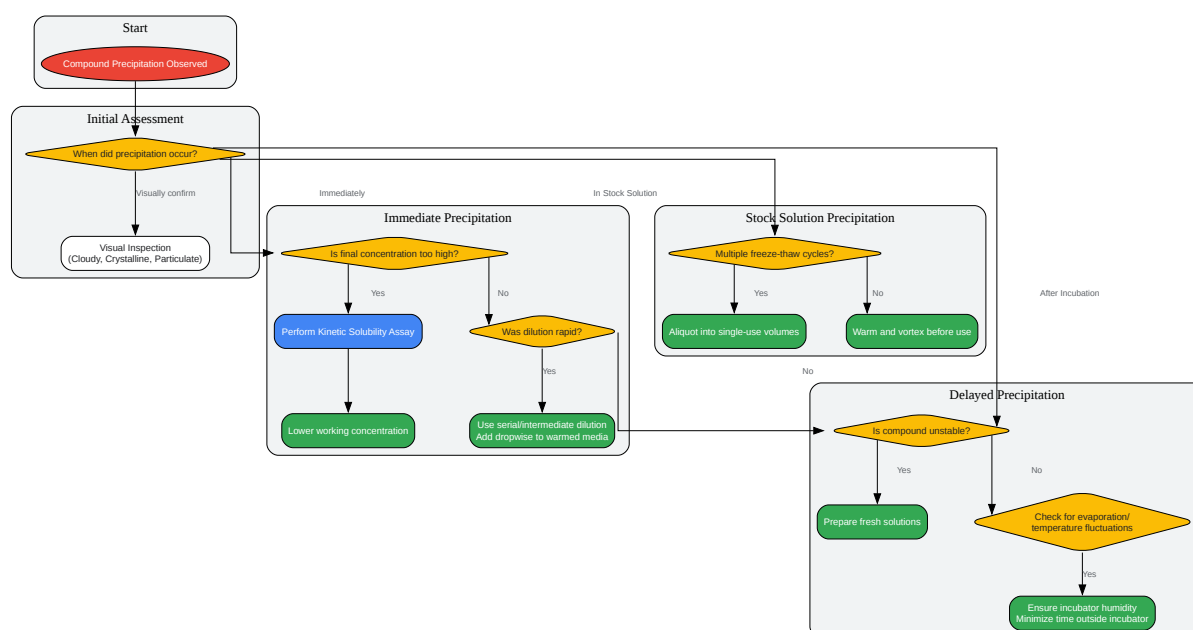 Start
Compound Precipitation Observed
Initial Assessment
When did precipitation occur?
Visually confirm
Immediately
In Stock Solution
After Incubation
Visual Inspection
(Cloudy, Crystalline, Particulate)
Immediate Precipitation
Is final concentration too high?
Yes
No
Perform Kinetic Solubility Assay
Was dilution rapid?
Yes
No
Lower working concentration
Use serial/intermediate dilution
Add dropwise to warmed media
Stock Solution Precipitation
Multiple freeze-thaw cycles?
Yes
No
Aliquot into single-use volumes
Warm and vortex before use
Delayed Precipitation
Is compound unstable?
Yes
No
Prepare fresh solutions
Check for evaporation/
temperature fluctuations
Yes
Ensure incubator humidity
Minimize time outside incubator